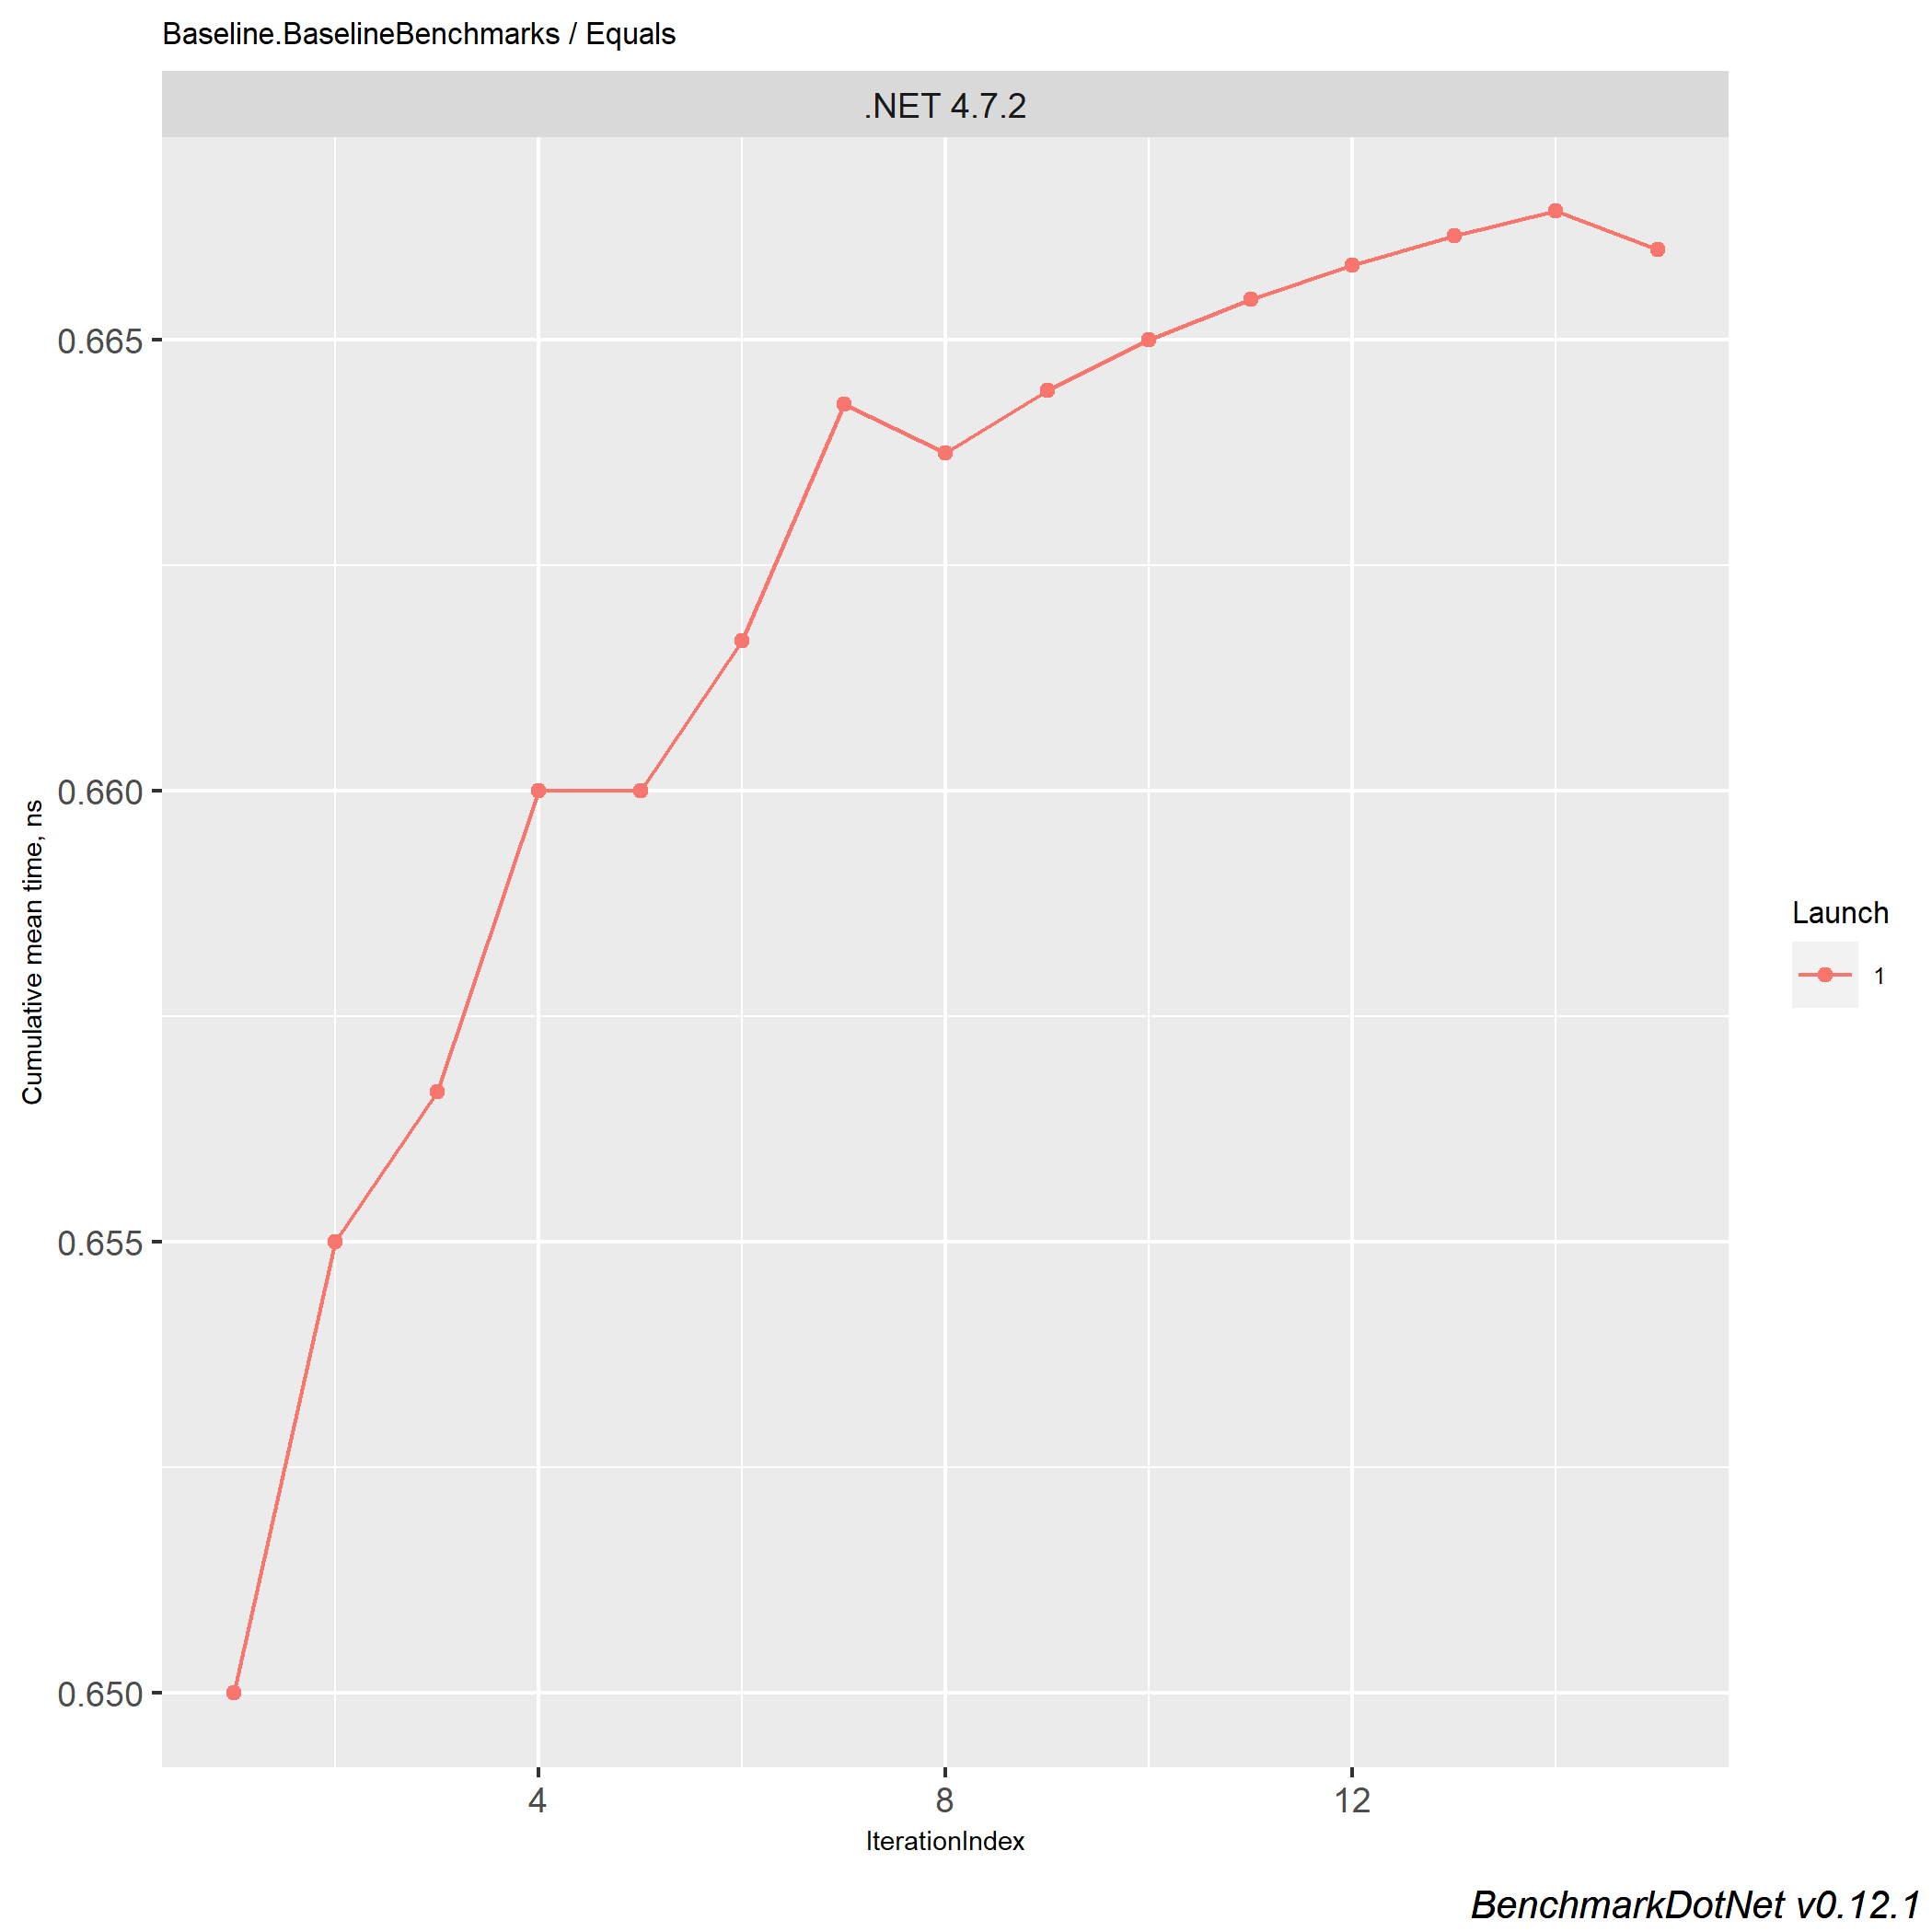 Baseline.BaselineBenchmarks / Equals
.NET 4.7.2
0.665
0.660
0.655
0.650
Cumulative mean time, ns
4
8
12
IterationIndex
Launch
1
BenchmarkDotNet v0.12.1